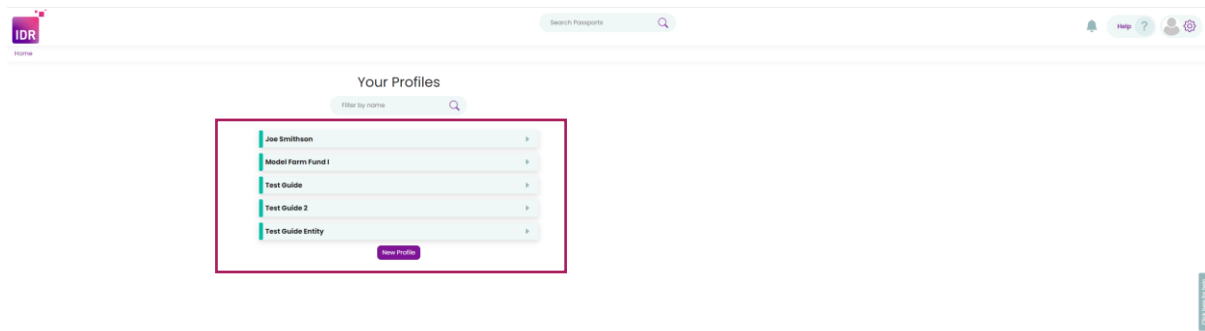 IDR
Search Passports
Help ?
Home
Your Profiles
Filter by name
Joe Smithson
Model Farm Fund I
Test Guide
Test Guide 2
Test Guide Entity
New Profile